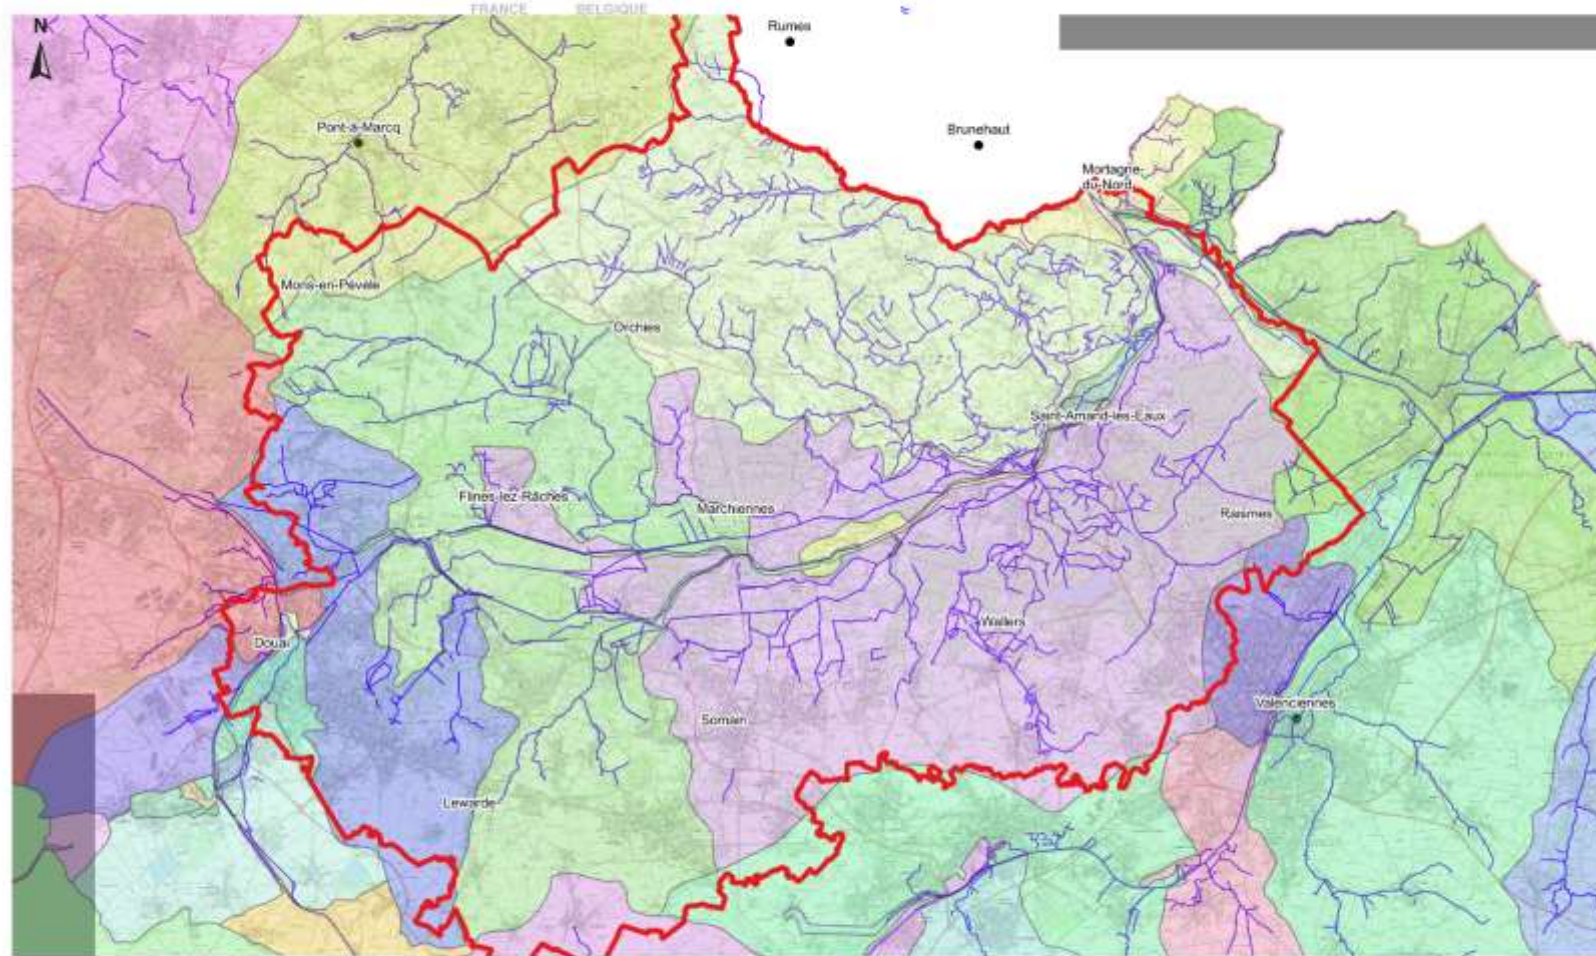 FRANCE BELGIQUE
N
Rumes
Pont-à-Marcq
Brunehaut
Mortagne-
du-Nord
Mons-en-Pévèle
Orchies
Saint-Amand-les-Eaux
Flines-lez-Râches
Marchiennes
Raismes
Wallers
Douai
Valenciennes
Somain
Lewarde